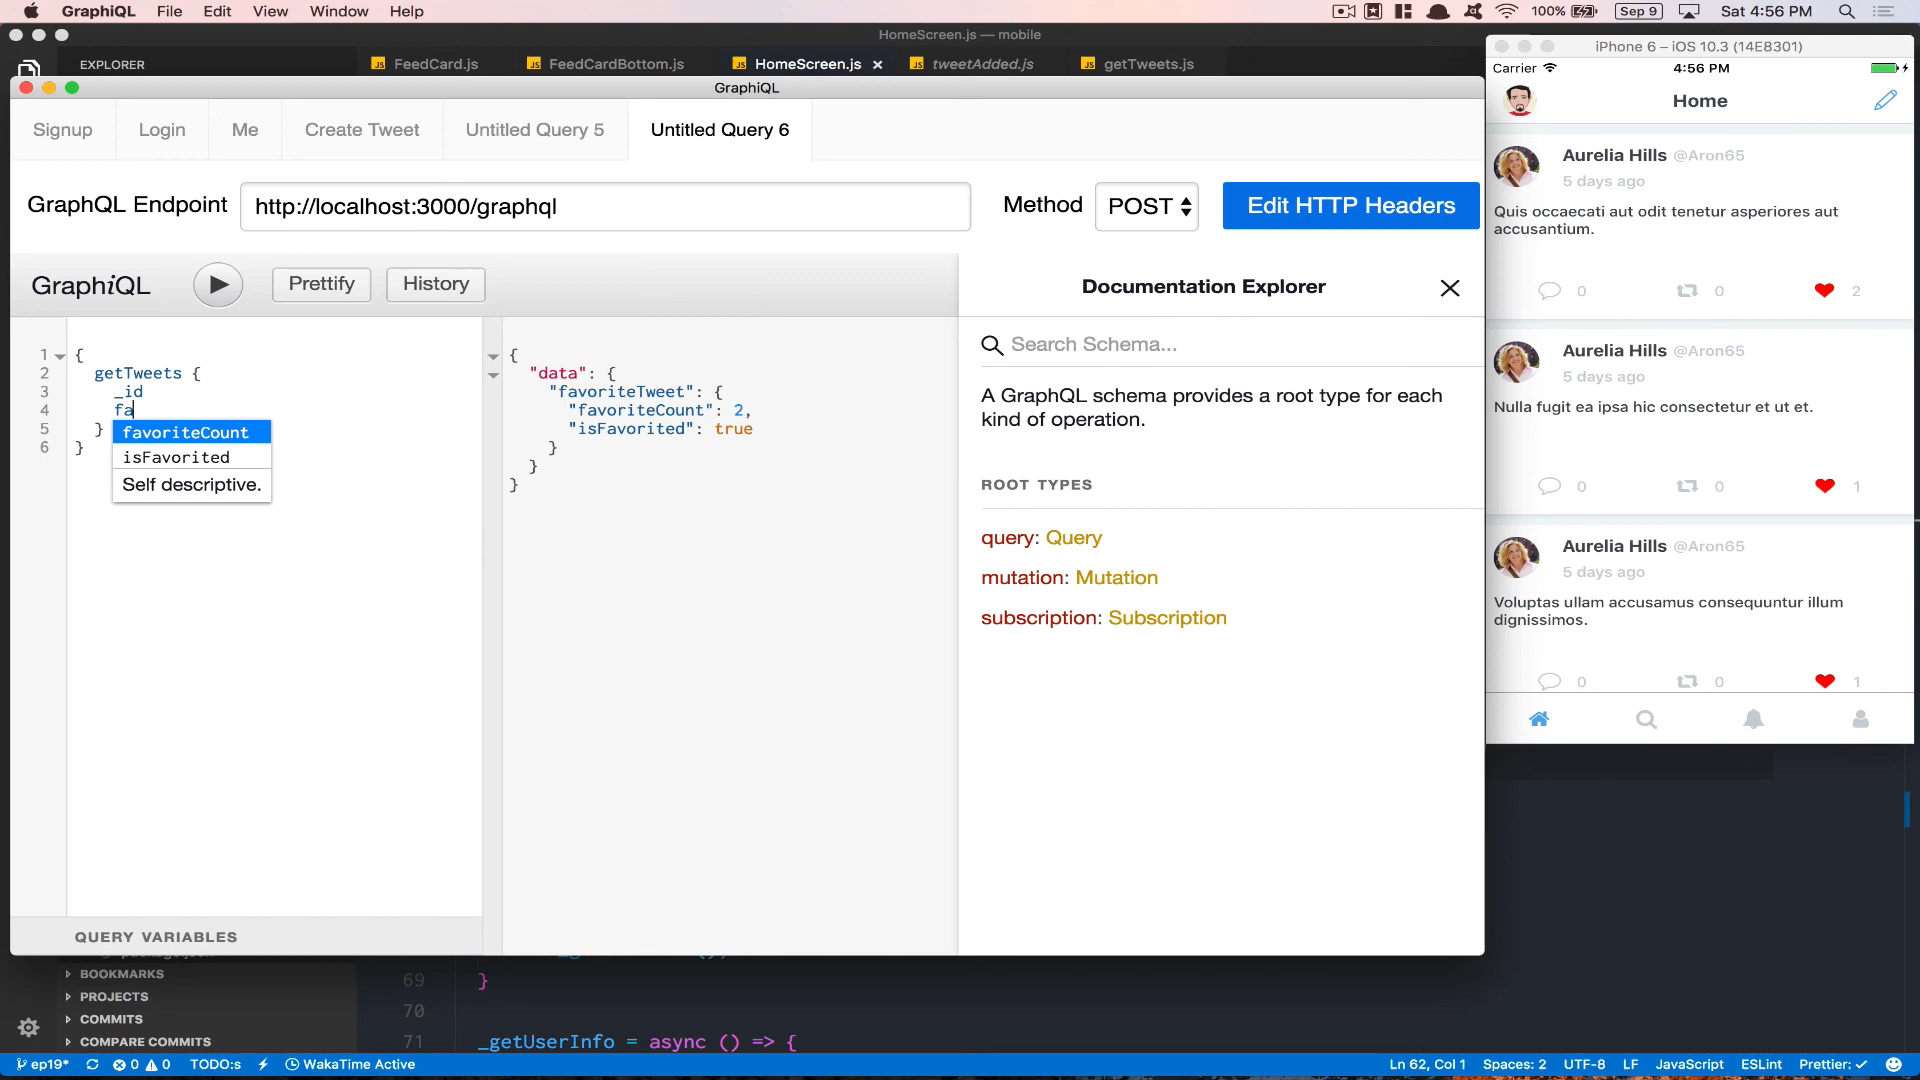 GraphiQL File Edit View Window Help
100% Sep 9 Sat 4:56 PM
HomeScreen.js — mobile
EXPLORER
FeedCard.js FeedCardBottom.js HomeScreen.js tweetAdded.js getTweets.js
GraphiQL
Signup Login Me Create Tweet Untitled Query 5 Untitled Query 6
GraphQL Endpoint http://localhost:3000/graphql Method POST Edit HTTP Headers
GraphiQL Prettify History
1 {
2 getTweets {
3 _id
4 fa
5 }
6 }
favoriteCount
isFavorited
Self descriptive.
QUERY VARIABLES
{
"data": {
"favoriteTweet": {
"favoriteCount": 2,
"isFavorited": true
}
}
}
Documentation Explorer
Search Schema...
A GraphQL schema provides a root type for each
kind of operation.
ROOT TYPES
query: Query
mutation: Mutation
subscription: Subscription
iPhone 6 – iOS 10.3 (14E8301)
Carrier 4:56 PM
Home
Aurelia Hills @Aron65
5 days ago
Quis occaecati aut odit tenetur asperiores aut
accusantium.
0 0 2
Aurelia Hills @Aron65
5 days ago
Nulla fugit ea ipsa hic consectetur et ut et.
0 0 1
Aurelia Hills @Aron65
5 days ago
Voluptas ullam accusamus consequuntur illum
dignissimos.
0 0 1
BOOKMARKS
PROJECTS
COMMITS
COMPARE COMMITS
69 }
70
71 _getUserInfo = async () => {
ep19* 0 0 TODO:s WakaTime Active Ln 62, Col 1 Spaces: 2 UTF-8 LF JavaScript ESLint Prettier: ✓